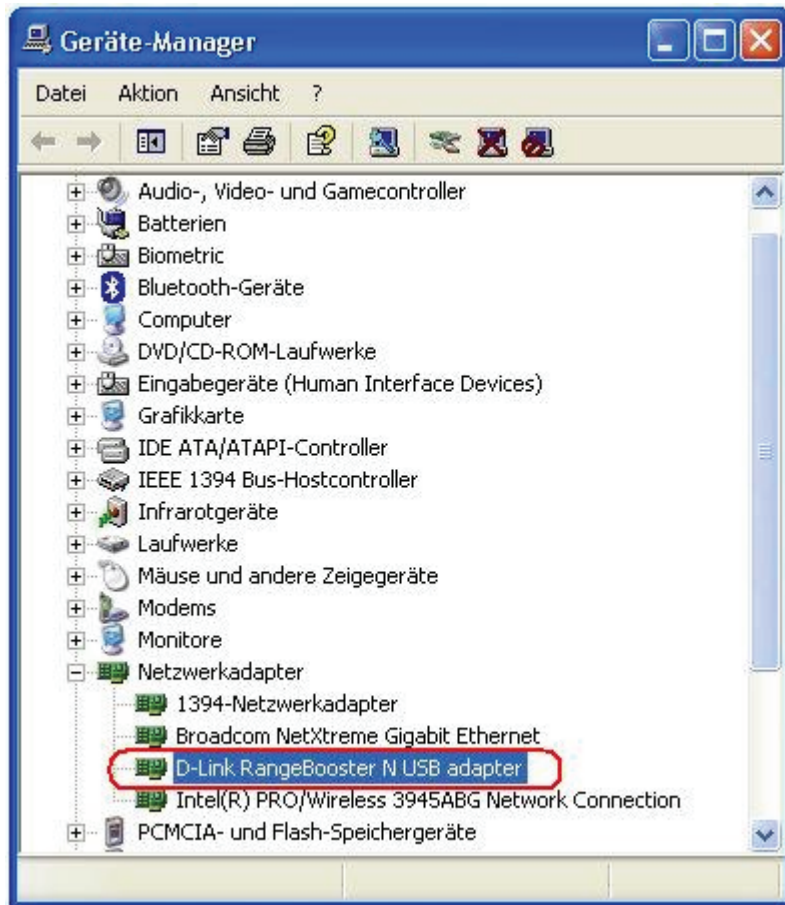 Geräte-Manager
Datei Aktion Ansicht ?
Audio-, Video- und Gamecontroller
Batterien
Biometric
Bluetooth-Geräte
Computer
DVD/CD-ROM-Laufwerke
Eingabegeräte (Human Interface Devices)
Grafikkarte
IDE ATA/ATAPI-Controller
IEEE 1394 Bus-Hostcontroller
Infrarotgeräte
Laufwerke
Mäuse und andere Zeigegeräte
Modems
Monitore
Netzwerkadapter
1394-Netzwerkadapter
Broadcom NetXtreme Gigabit Ethernet
D-Link RangeBooster N USB adapter
Intel(R) PRO/Wireless 3945ABG Network Connection
PCMCIA- und Flash-Speichergeräte